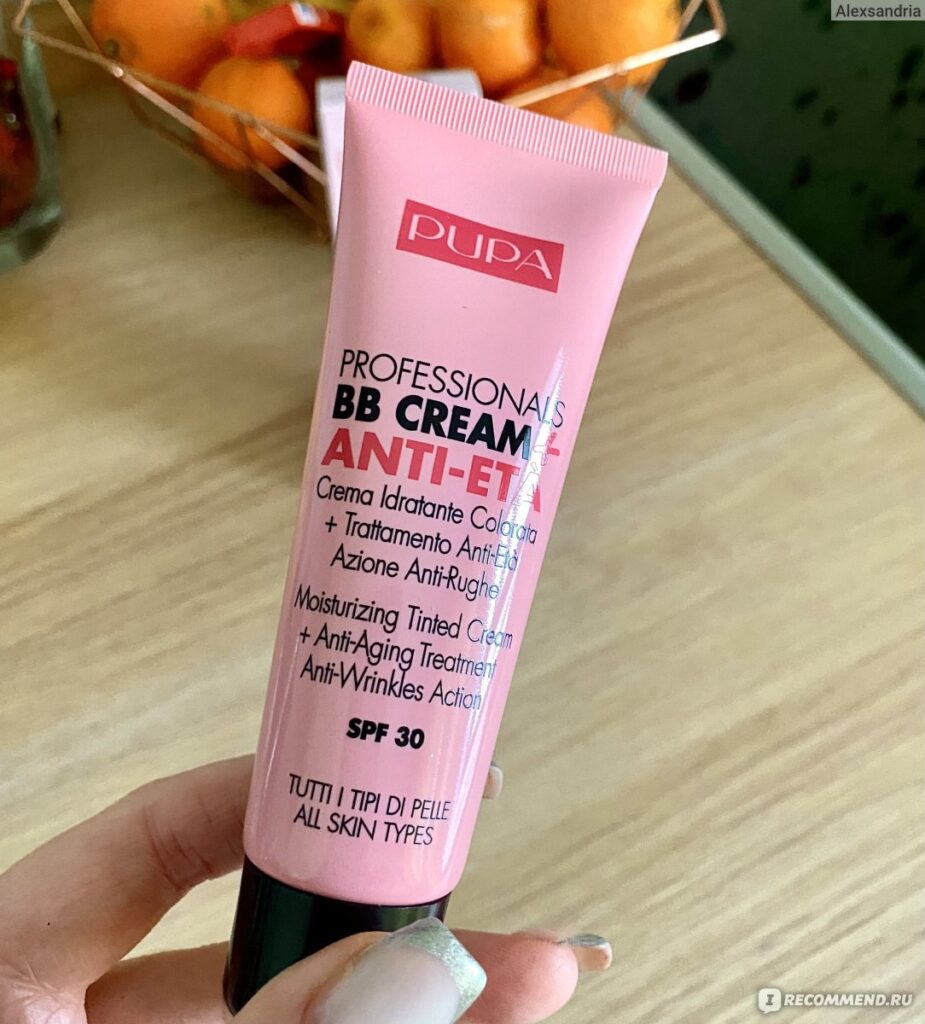 Alexsandria
PUPA
PROFESSIONALS
BB CREAM+
ANTI-ETÀ
Crema Idratante Colorata
+ Trattamento Anti-Età
Azione Anti-Rughe
Moisturizing Tinted Cream
+ Anti-Aging Treatment
Anti-Wrinkles Action
SPF 30
TUTTI I TIPI DI PELLE
ALL SKIN TYPES
IRECOMMEND.RU